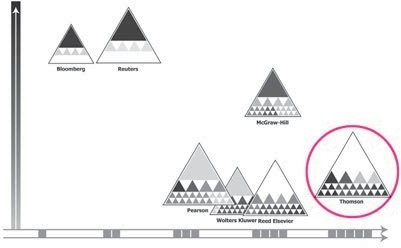 Bloomberg
Reuters
McGraw-Hill
Thomson
Pearson
Wolters Kluwer
Reed Elsevier